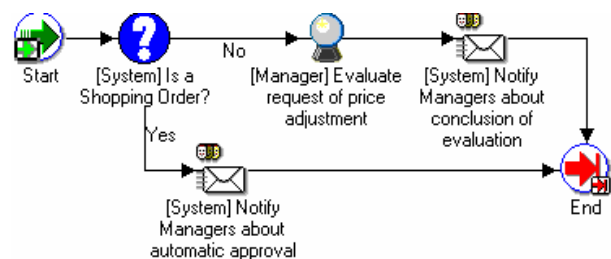 Start
[System] Is a
Shopping Order?
No
[Manager] Evaluate
request of price
adjustment
[System] Notify
Managers about
conclusion of
evaluation
Yes
[System] Notify
Managers about
automatic approval
End